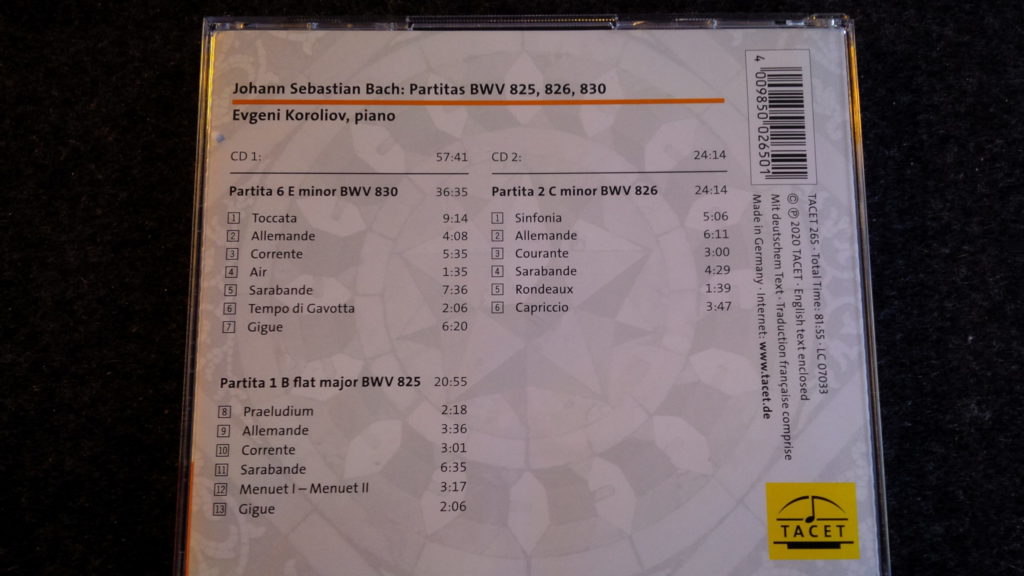 Johann Sebastian Bach: Partitas BWV 825, 826, 830
Evgeni Koroliov, piano
CD 1: 57:41
Partita 6 E minor BWV 830 36:35
1 Toccata 9:14
2 Allemande 4:08
3 Corrente 5:35
4 Air 1:35
5 Sarabande 7:36
6 Tempo di Gavotta 2:06
7 Gigue 6:20
Partita 1 B flat major BWV 825 20:55
8 Praeludium 2:18
9 Allemande 3:36
10 Corrente 3:01
11 Sarabande 6:35
12 Menuet I – Menuet II 3:17
13 Gigue 2:06
CD 2: 24:14
Partita 2 C minor BWV 826 24:14
1 Sinfonia 5:06
2 Allemande 6:11
3 Courante 3:00
4 Sarabande 4:29
5 Rondeaux 1:39
6 Capriccio 3:47
4 009850 026501
TACET 265 · Total Time: 81:55 · LC 07033
© ℗ 2020 TACET · English text enclosed
Mit deutschem Text · Traduction française comprise
Made in Germany · Internet: www.tacet.de
TACET